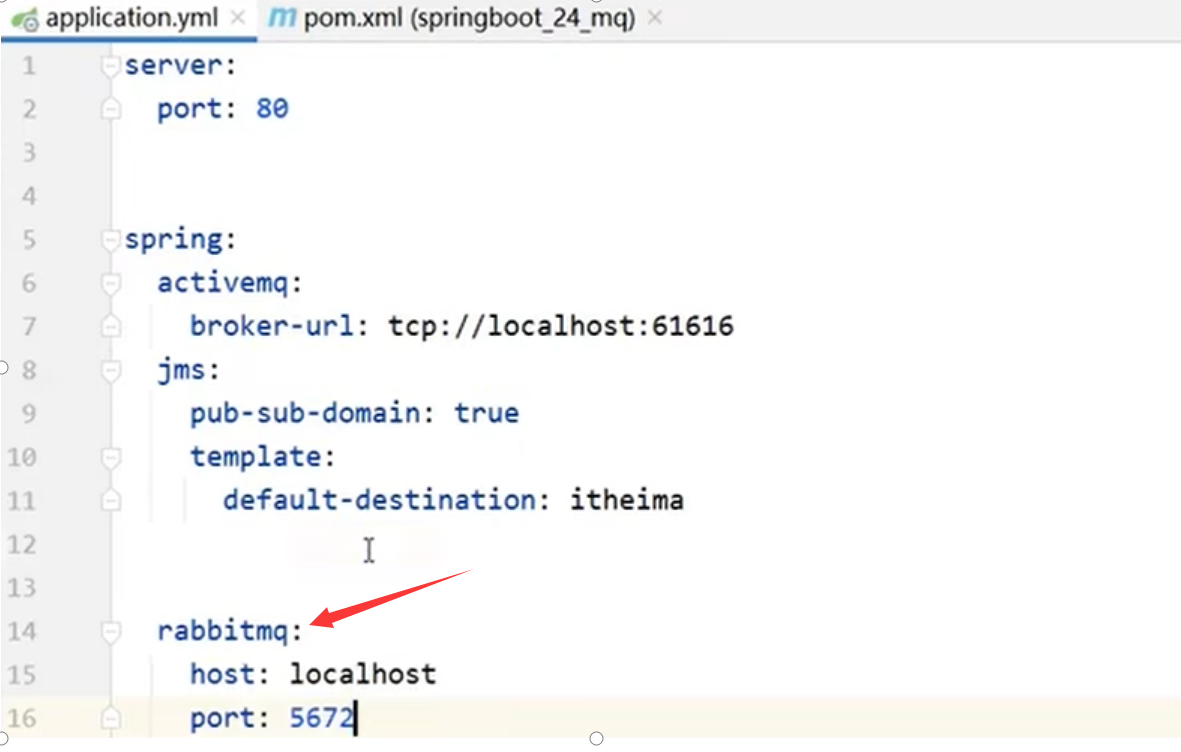 application.yml × m pom.xml (springboot_24_mq) ×
1 server:
2   port: 80
3
4
5 spring:
6   activemq:
7     broker-url: tcp://localhost:61616
8   jms:
9     pub-sub-domain: true
10     template:
11       default-destination: itheima
12
13
14   rabbitmq:
15     host: localhost
16     port: 5672